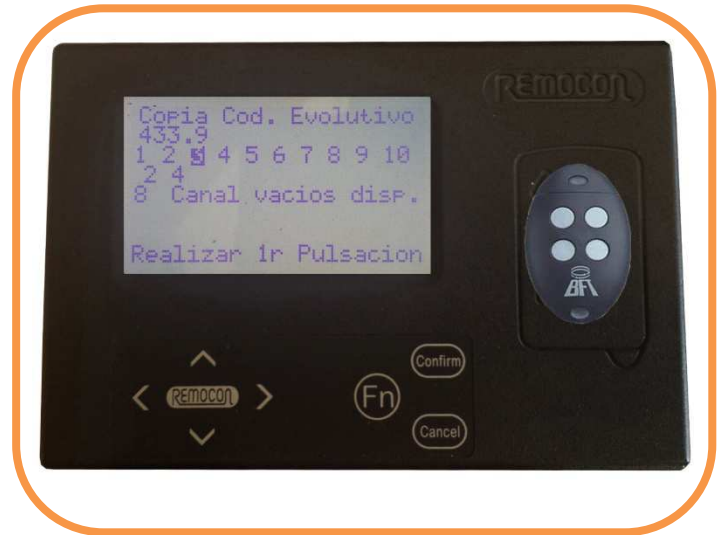 REMOCON
Copia Cod. Evolutivo
433.9
1 2 3 4 5 6 7 8 9 10
2 4
8 Canal vacios disp.
Realizar 1r Pulsacion
BFT
Confirm
REMOCON
Fn
Cancel